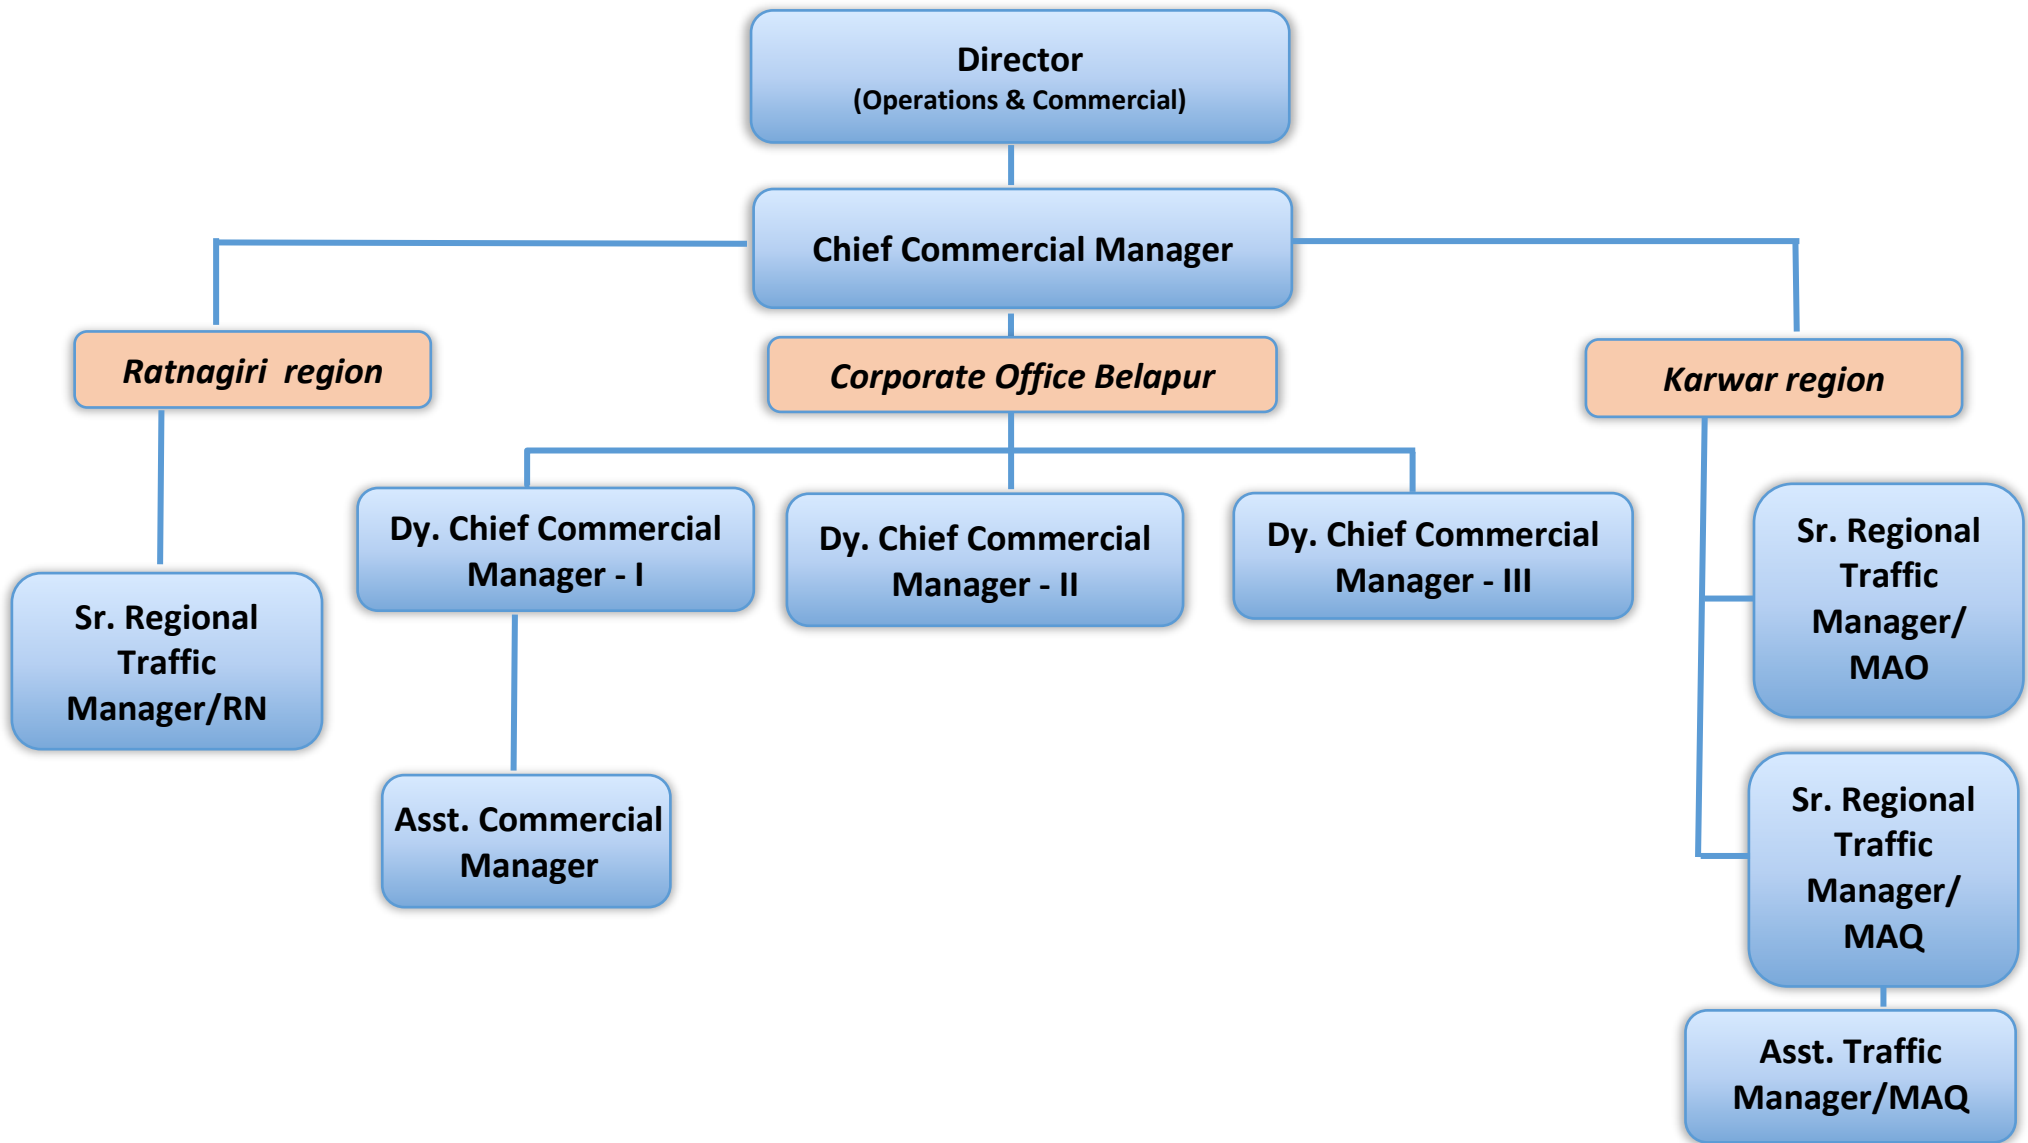 Director
(Operations & Commercial)
Chief Commercial Manager
Ratnagiri region
Corporate Office Belapur
Karwar region
Dy. Chief Commercial
Manager - I
Dy. Chief Commercial
Manager - II
Dy. Chief Commercial
Manager - III
Sr. Regional
Traffic
Manager/
MAO
Sr. Regional
Traffic
Manager/RN
Asst. Commercial
Manager
Sr. Regional
Traffic
Manager/
MAQ
Asst. Traffic
Manager/MAQ